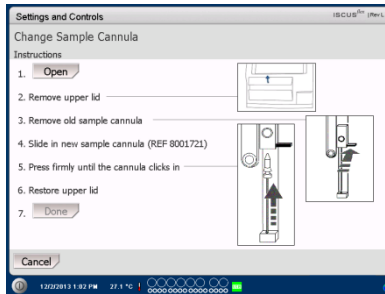 Settings and Controls
ISCUSflex (Rev L
Change Sample Cannula
Instructions
1. Open
2. Remove upper lid
3. Remove old sample cannula
4. Slide in new sample cannula (REF 8001721)
5. Press firmly until the cannula clicks in
6. Restore upper lid
7. Done
Cancel
12/2/2013 1:02 PM 27.1 °C